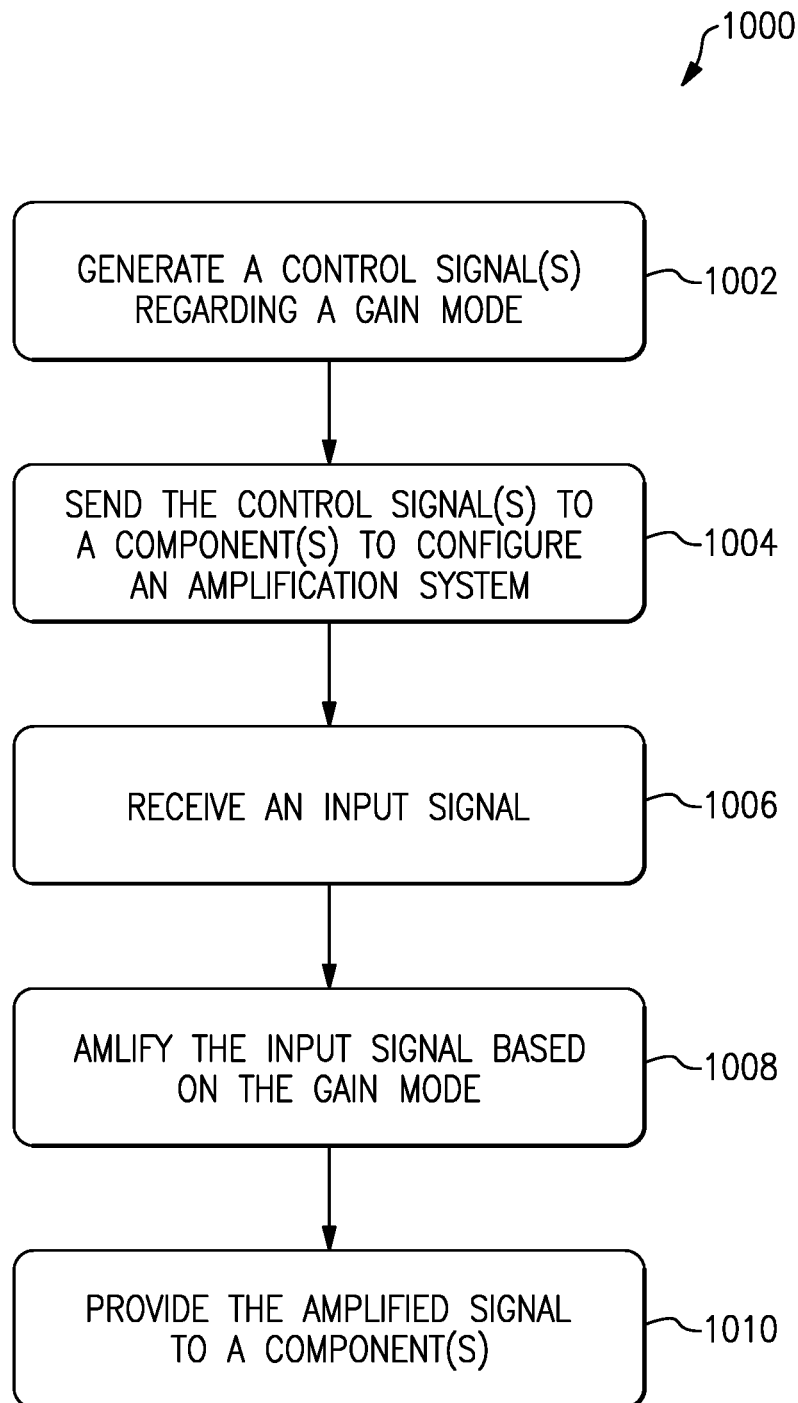 1000
GENERATE A CONTROL SIGNAL(S)
REGARDING A GAIN MODE
1002
SEND THE CONTROL SIGNAL(S) TO
A COMPONENT(S) TO CONFIGURE
AN AMPLIFICATION SYSTEM
1004
RECEIVE AN INPUT SIGNAL
1006
AMLIFY THE INPUT SIGNAL BASED
ON THE GAIN MODE
1008
PROVIDE THE AMPLIFIED SIGNAL
TO A COMPONENT(S)
1010